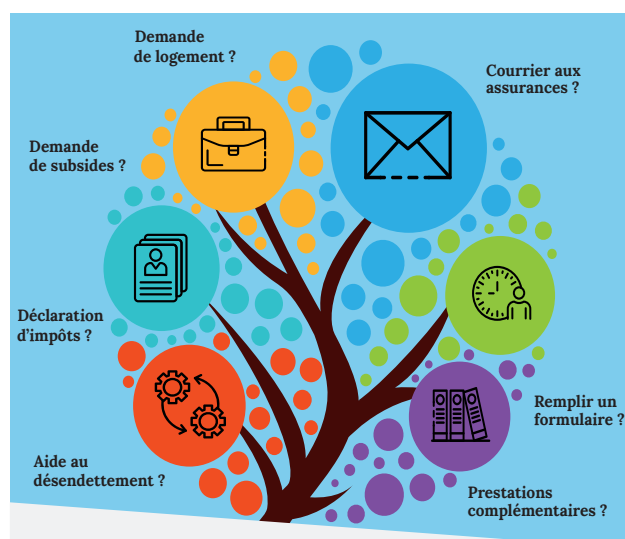 Demande
de logement ?
Courrier aux
assurances ?
Demande
de subsides ?
Déclaration
d'impôts ?
Remplir un
formulaire ?
Aide au
désendettement ?
Prestations
complémentaires ?